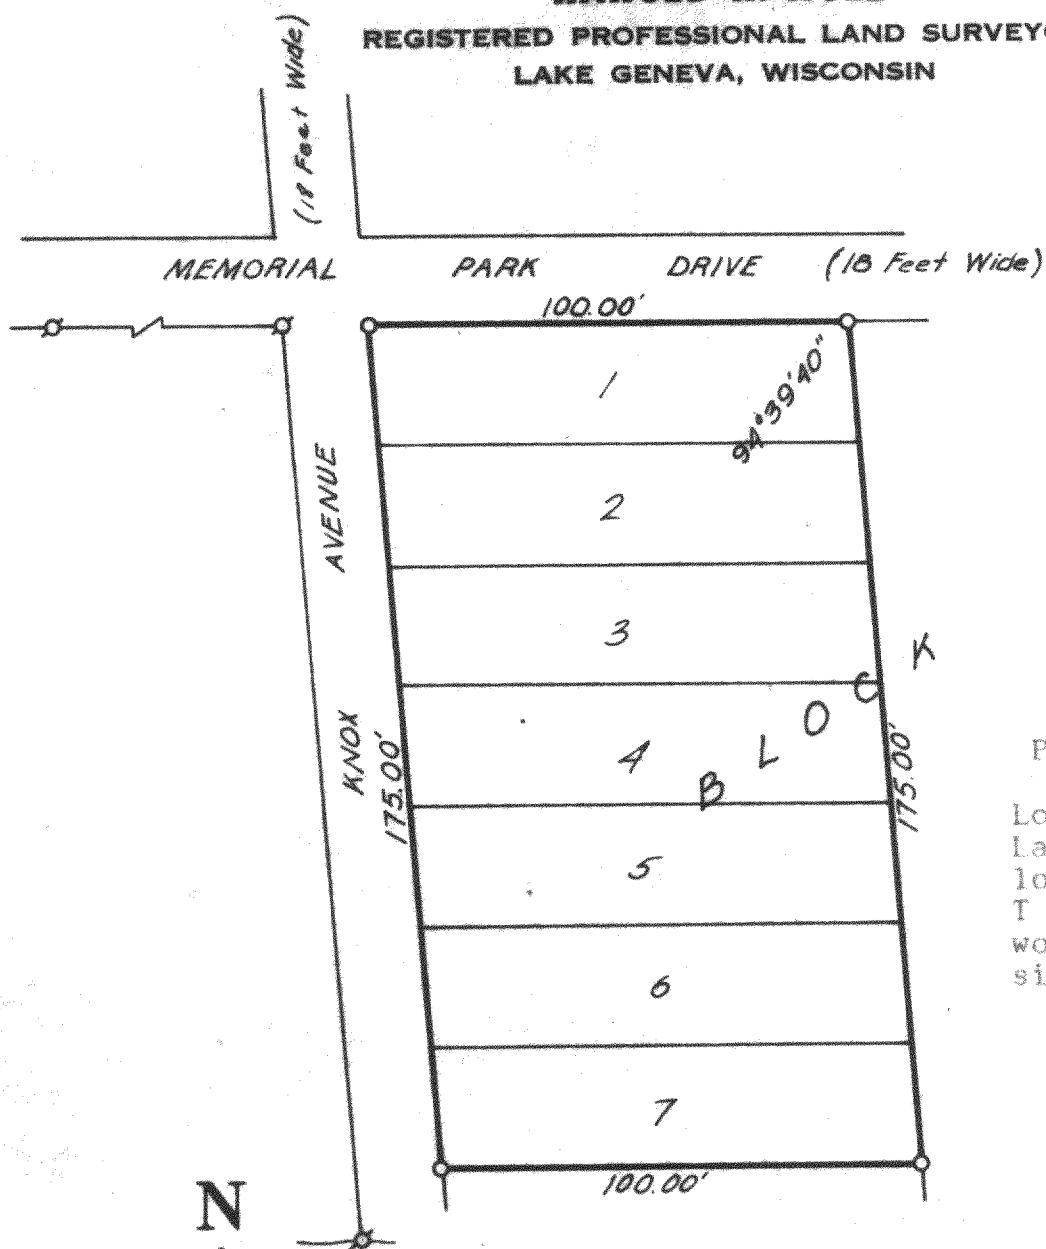 REGISTERED PROFESSIONAL LAND
LAKE GENEVA, WISCONSIN
(18 Feet Wide)
MEMORIAL PARK DRIVE (18 Feet Wide)
100.00'
1
94°39'40"
2
AVENUE
3
KNOX
175.00'
4
BLOCK
175.00'
5
6
7
100.00'
N